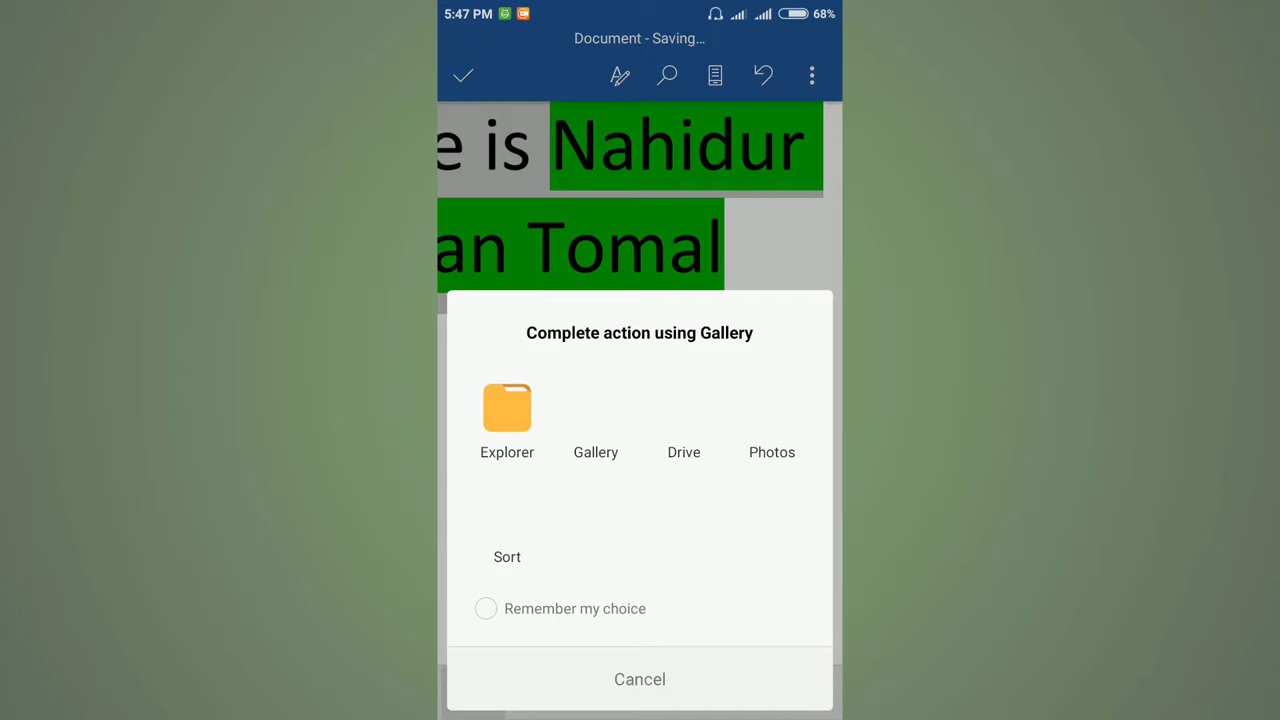 5:47 PM 68%
Document - Saving...
e is Nahidur
an Tomal
Complete action using Gallery
Explorer Gallery Drive Photos
Sort
Remember my choice
Cancel